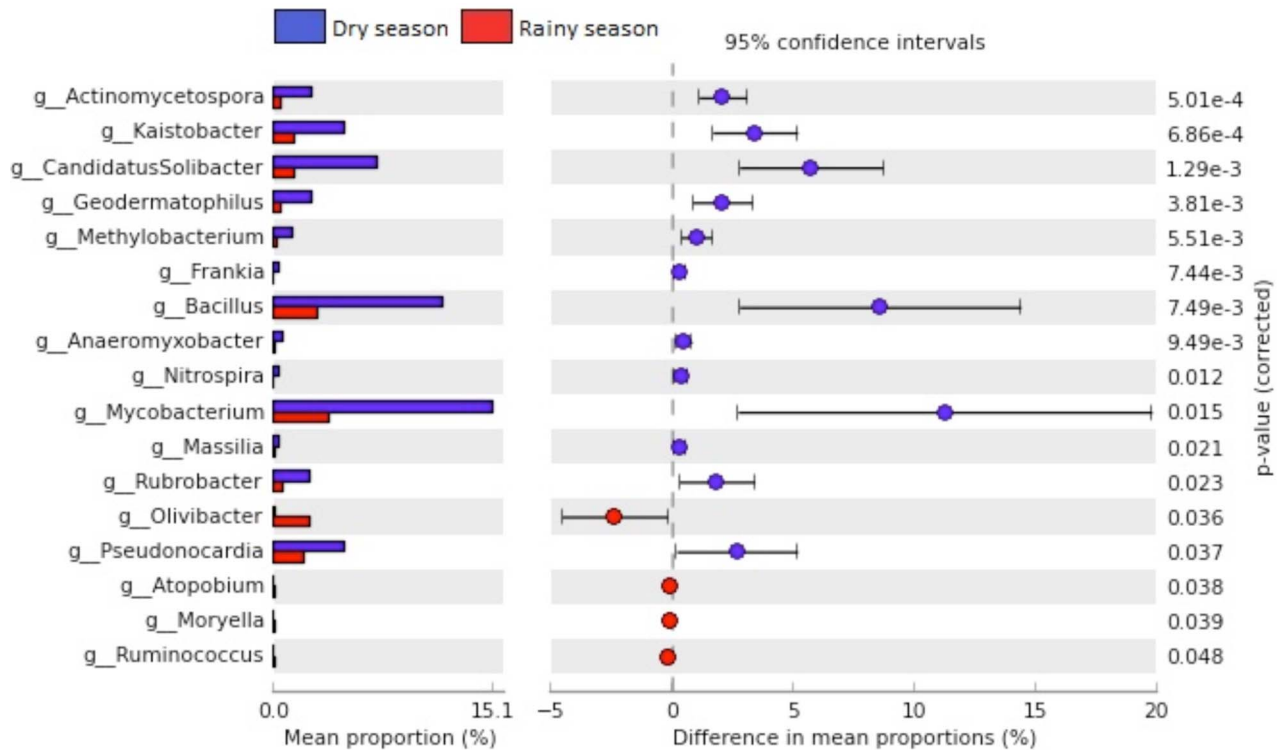 Dry season Rainy season
95% confidence intervals
g__Actinomycetospora 5.01e-4
g__Kaistobacter 6.86e-4
g__CandidatusSolibacter 1.29e-3
g__Geodermatophilus 3.81e-3
g__Methylobacterium 5.51e-3
g__Frankia 7.44e-3
g__Bacillus 7.49e-3
g__Anaeromyxobacter 9.49e-3
g__Nitrospira 0.012
g__Mycobacterium 0.015
g__Massilia 0.021
g__Rubrobacter 0.023
g__Olivibacter 0.036
g__Pseudonocardia 0.037
g__Atopobium 0.038
g__Moryella 0.039
g__Ruminococcus 0.048
p-value (corrected)
0.0 15.1 −5 0 5 10 15 20
Mean proportion (%) Difference in mean proportions (%)